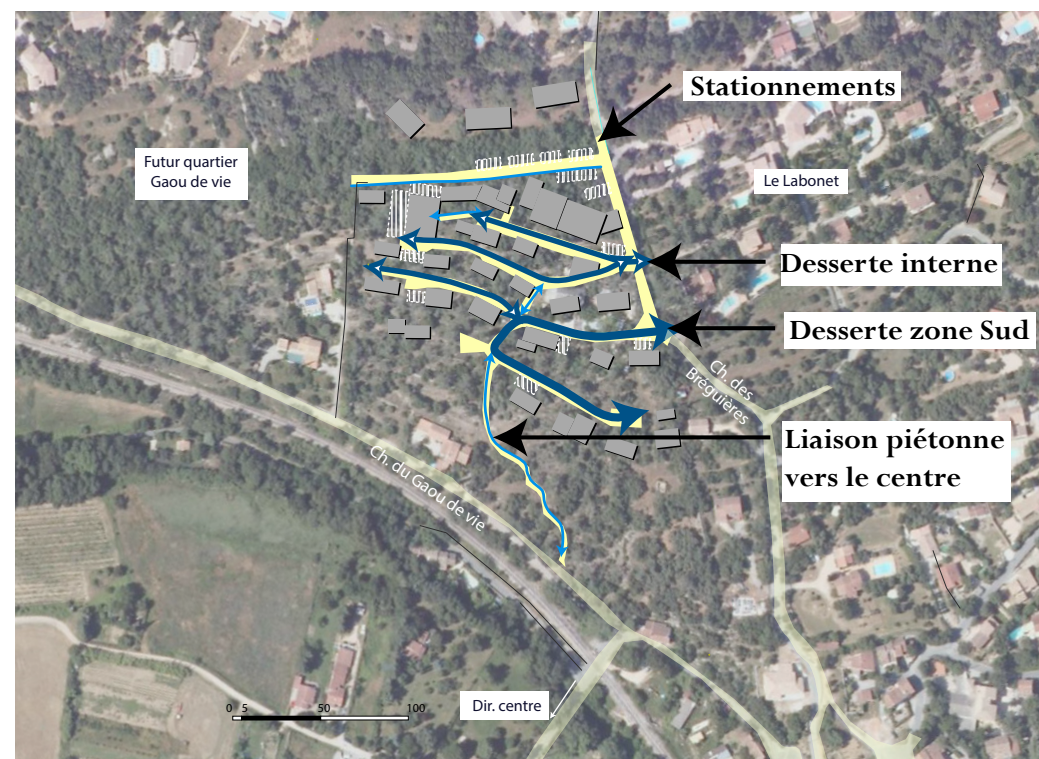 Stationnements
Futur quartier
Gaou de vie
Le Labonet
Desserte interne
Desserte zone Sud
Ch. des
Bréguières
Liaison piétonne
vers le centre
Ch. du Gaou de vie
Dir. centre
0 5 50 100